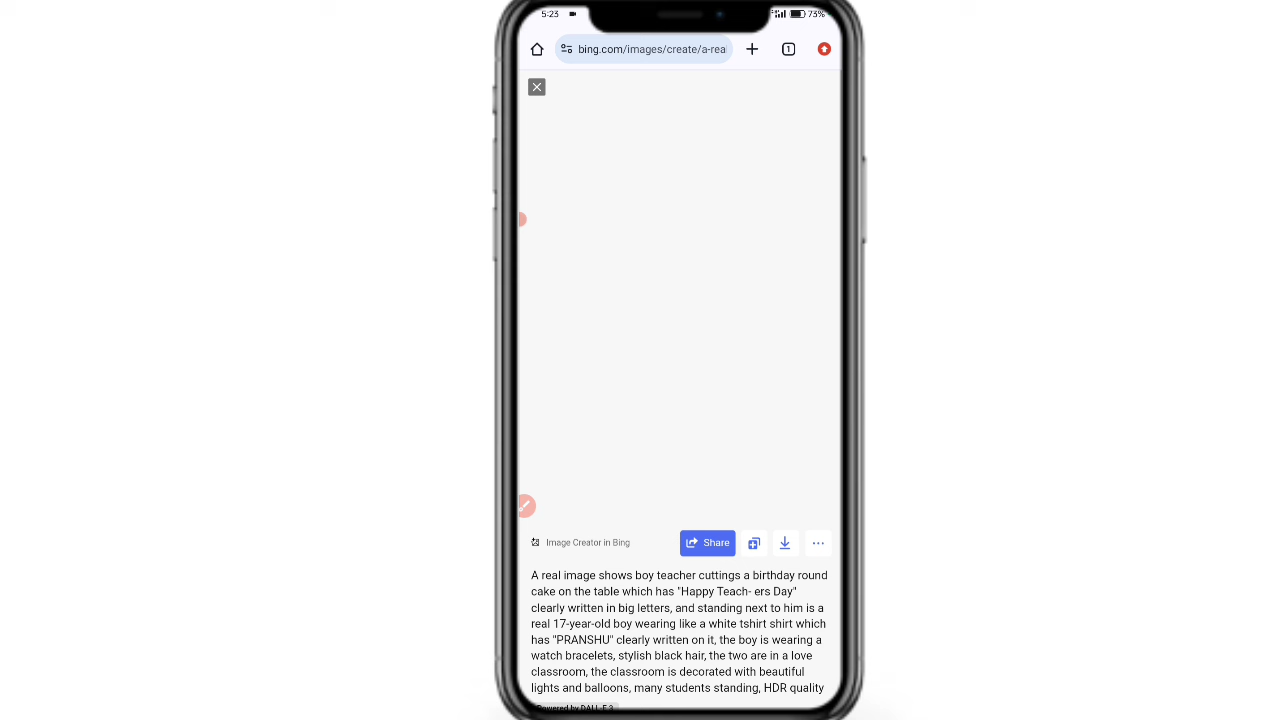 5:23
73%
bing.com/images/create/a-rea
1
Image Creator in Bing
Share
A real image shows boy teacher cuttings a birthday round
cake on the table which has "Happy Teach- ers Day"
clearly written in big letters, and standing next to him is a
real 17-year-old boy wearing like a white tshirt shirt which
has "PRANSHU" clearly written on it, the boy is wearing a
watch bracelets, stylish black hair, the two are in a love
classroom, the classroom is decorated with beautiful
lights and balloons, many students standing, HDR quality
Powered by DALL·E 3